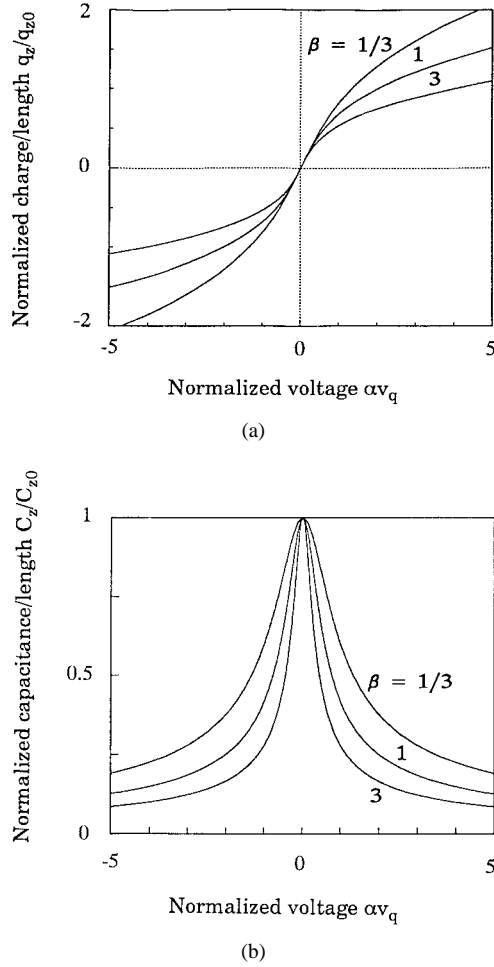 2
β = 1/3
1
3
Normalized charge/length q_z/q_z0
0
-2
-5
0
5
Normalized voltage αv_q
(a)
1
Normalized capacitance/length C_z/C_z0
0.5
β = 1/3
1
3
0
-5
0
5
Normalized voltage αv_q
(b)